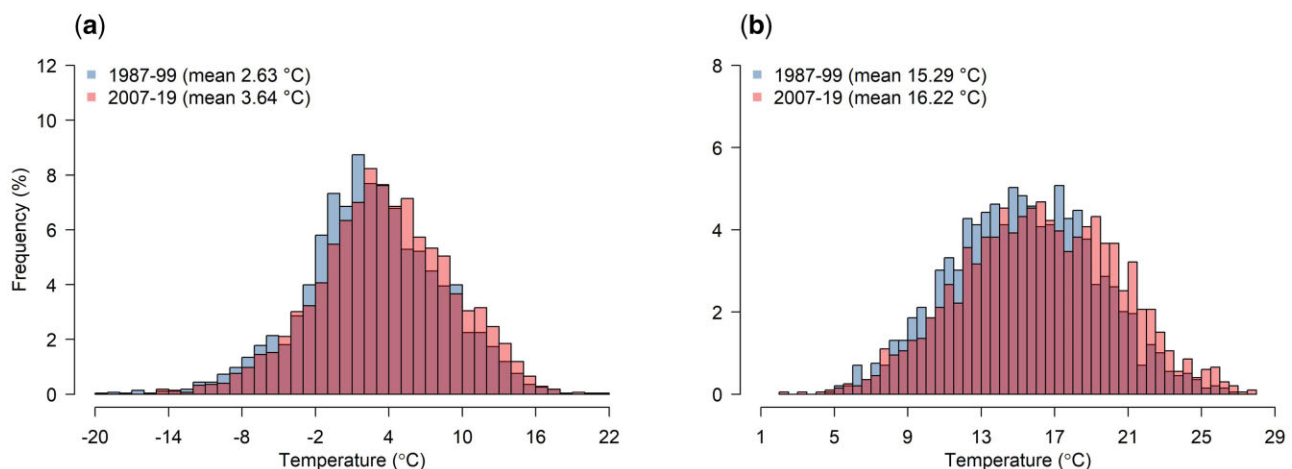 (a)
12
10
8
6
4
2
0
Frequency (%)
1987-99 (mean 2.63 °C)
2007-19 (mean 3.64 °C)
-20 -14 -8 -2 4 10 16 22
Temperature (°C)
(b)
8
6
4
2
0
1987-99 (mean 15.29 °C)
2007-19 (mean 16.22 °C)
1 5 9 13 17 21 25 29
Temperature (°C)